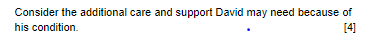 Consider the additional care and support David may need because of
his condition. [4]